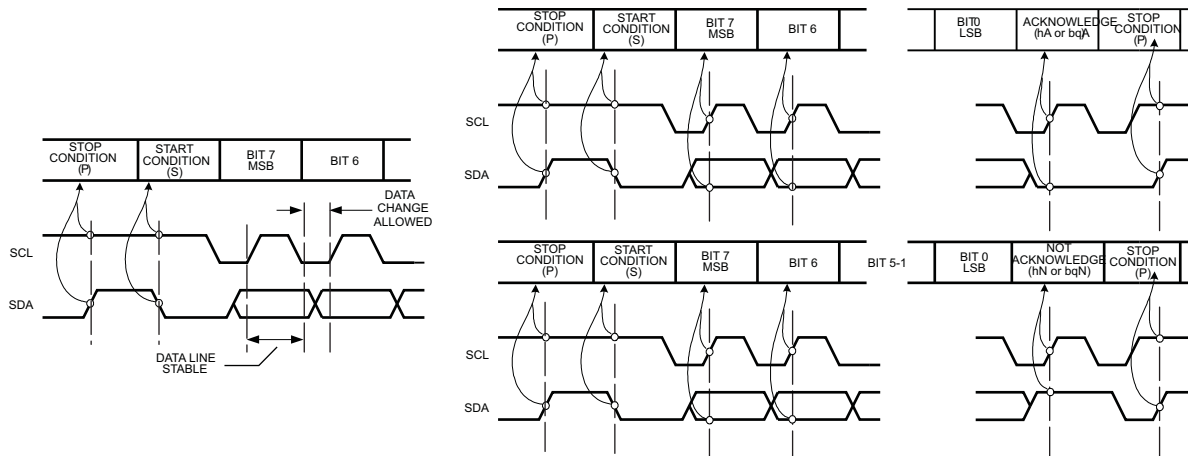 STOP
CONDITION
(P)
START
CONDITION
(S)
BIT 7
MSB
BIT 6
DATA
CHANGE
ALLOWED
SCL
SDA
DATA LINE
STABLE
STOP
CONDITION
(P)
START
CONDITION
(S)
BIT 7
MSB
BIT 6
BIT0
LSB
ACKNOWLEDGE
(hA or bqA)
STOP
CONDITION
(P)
SCL
SDA
STOP
CONDITION
(P)
START
CONDITION
(S)
BIT 7
MSB
BIT 6
BIT 5-1
BIT 0
LSB
NOT
ACKNOWLEDGE
(hN or bqN)
STOP
CONDITION
(P)
SCL
SDA